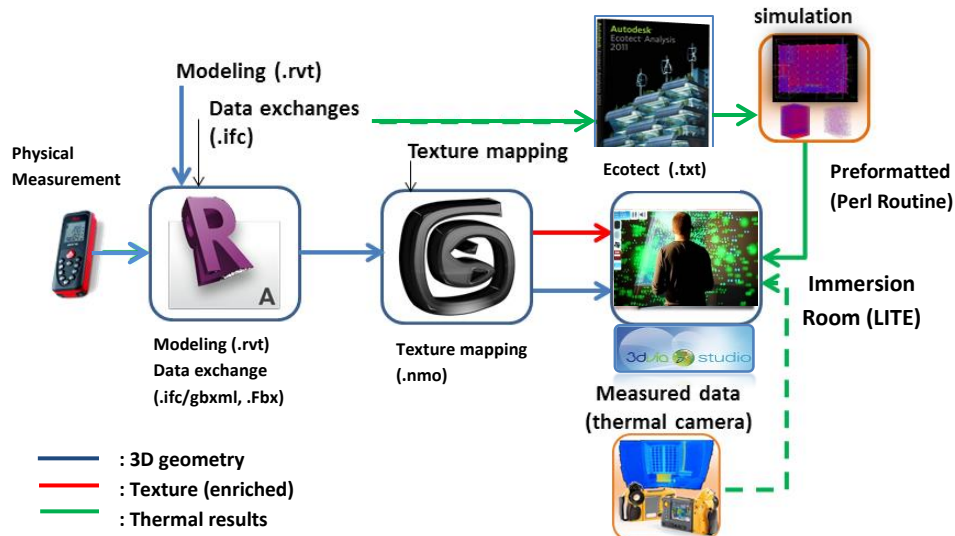 simulation
Autodesk
Ecotect Analysis
2011
Modeling (.rvt)
Data exchanges
(.ifc)
Physical
Measurement
Texture mapping
Ecotect (.txt)
Preformatted
(Perl Routine)
R
A
Immersion
Room (LITE)
Modeling (.rvt)
Data exchange
(.ifc/gbxml, .Fbx)
Texture mapping
(.nmo)
3dvia studio
Measured data
(thermal camera)
: 3D geometry
: Texture (enriched)
: Thermal results